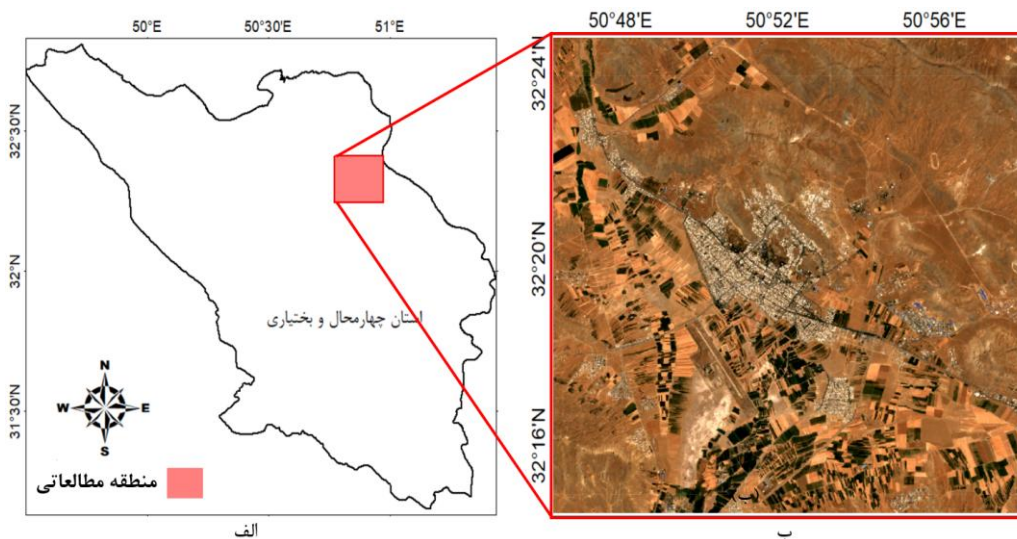 50°E 50°30'E 51°E
32°30'N
32°N
31°30'N
استان چهارمحال و بختیاری
N
W E
S
منطقه مطالعاتی
الف
50°48'E 50°52'E 50°56'E
32°24'N
32°20'N
32°16'N
(ب)
ب